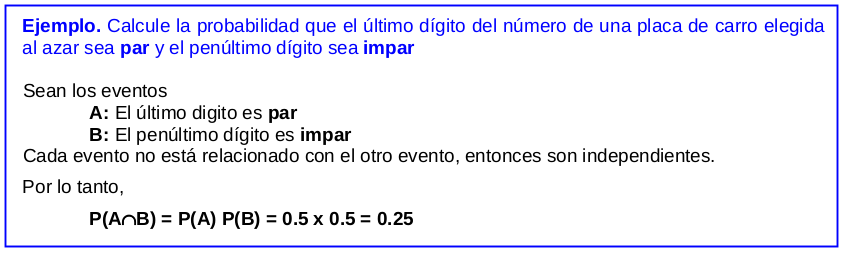 Ejemplo. Calcule la probabilidad que el último dígito del número de una placa de carro elegida
al azar sea par y el penúltimo dígito sea impar
Sean los eventos
A: El último digito es par
B: El penúltimo dígito es impar
Cada evento no está relacionado con el otro evento, entonces son independientes.
Por lo tanto,
P(A∩B) = P(A) P(B) = 0.5 x 0.5 = 0.25